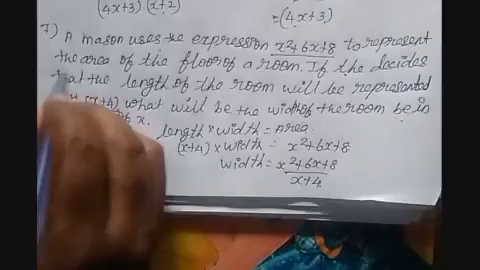 (4x+3) (x+2)
=(4x+3)
7) A mason uses the expression x²+6x+8 to represent
the area of the floor of a room. If the decides
that the length of the room will be represented
(x+4) what will be the width of the room be in
of x.
length × width = Area.
(x+4) × width = x²+6x+8
width = x²+6x+8
x+4